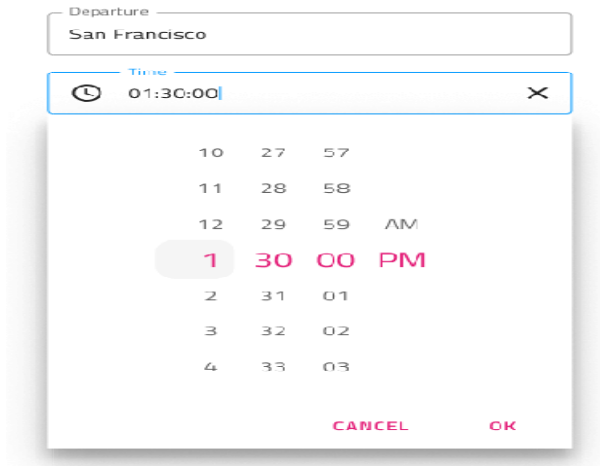 Departure
San Francisco
Time
01:30:00
10 27 57
11 28 58
12 29 59 AM
1 30 00 PM
2 31 01
3 32 02
4 33 03
CANCEL OK